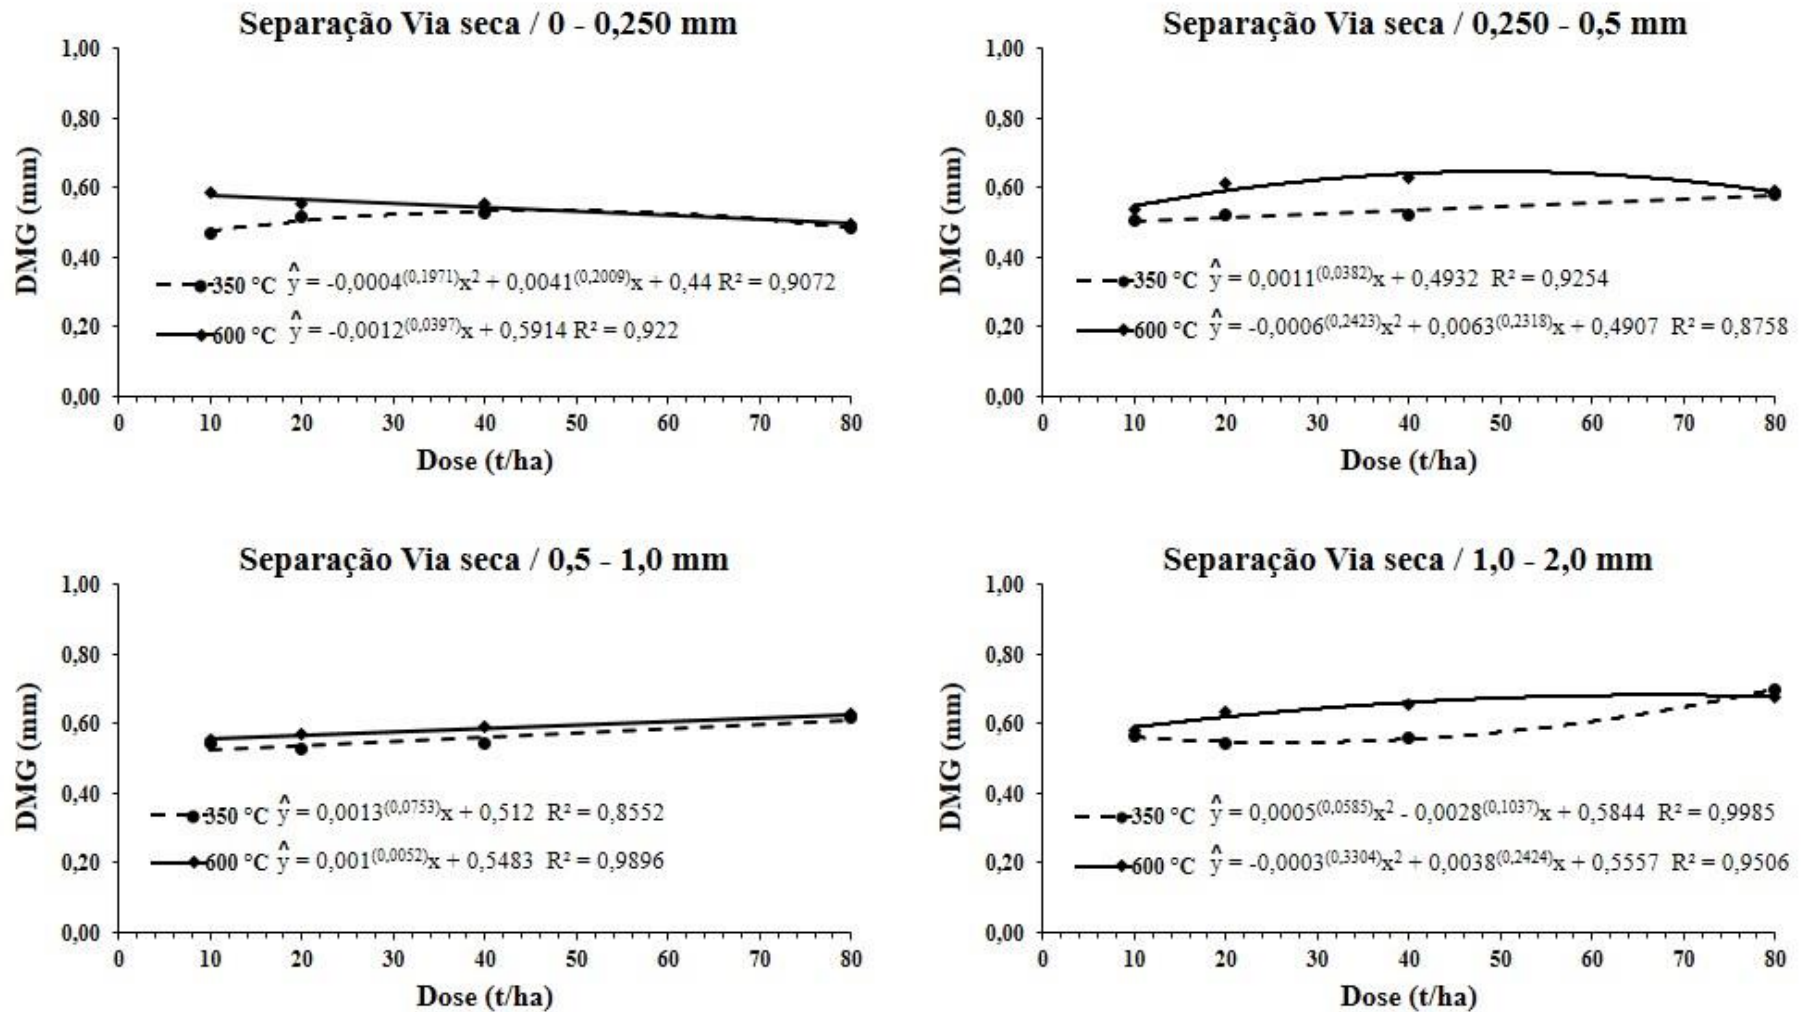 Separação Via seca / 0 - 0,250 mm
1,00
0,80
0,60
0,40
0,20
0,00
DMG (mm)
350 °C ŷ = -0,0004(0,1971)x² + 0,0041(0,2009)x + 0,44 R² = 0,9072
600 °C ŷ = -0,0012(0,0397)x + 0,5914 R² = 0,922
0 10 20 30 40 50 60 70 80
Dose (t/ha)
Separação Via seca / 0,250 - 0,5 mm
1,00
0,80
0,60
0,40
0,20
0,00
DMG (mm)
350 °C ŷ = 0,0011(0,0382)x + 0,4932 R² = 0,9254
600 °C ŷ = -0,0006(0,2423)x² + 0,0063(0,2318)x + 0,4907 R² = 0,8758
0 10 20 30 40 50 60 70 80
Dose (t/ha)
Separação Via seca / 0,5 - 1,0 mm
1,00
0,80
0,60
0,40
0,20
0,00
DMG (mm)
350 °C ŷ = 0,0013(0,0753)x + 0,512 R² = 0,8552
600 °C ŷ = 0,001(0,0052)x + 0,5483 R² = 0,9896
0 10 20 30 40 50 60 70 80
Dose (t/ha)
Separação Via seca / 1,0 - 2,0 mm
1,00
0,80
0,60
0,40
0,20
0,00
DMG (mm)
350 °C ŷ = 0,0005(0,0585)x² - 0,0028(0,1037)x + 0,5844 R² = 0,9985
600 °C ŷ = -0,0003(0,3304)x² + 0,0038(0,2424)x + 0,5557 R² = 0,9506
0 10 20 30 40 50 60 70 80
Dose (t/ha)